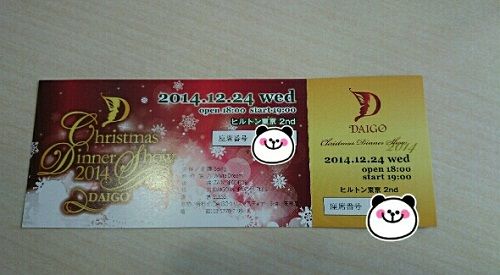 Christmas
Dinner Show
2014
DAIGO
2014.12.24 wed
open 18:00 start 19:00
ヒルトン東京 2nd
座席番号
DAIGO
Christmas Dinner Show
2014
2014.12.24 wed
open 18:00
start 19:00
ヒルトン東京 2nd
座席番号